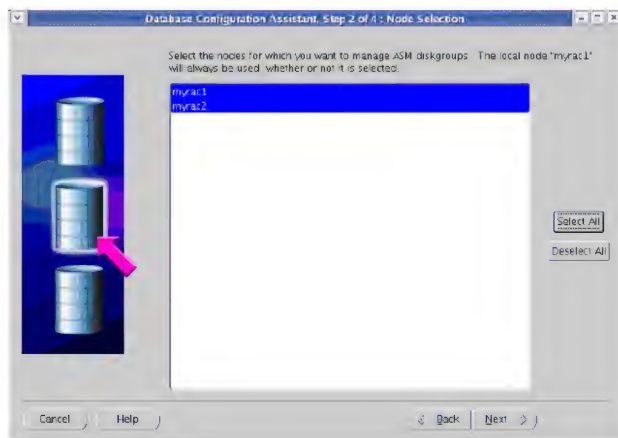 Database Configuration Assistant, Step 2 of 4 : Node Selection
Select the nodes for which you want to manage ASM diskgroups. The local node "myrac1"
will always be used, whether or not it is selected.
myrac1
myrac2
Select All
Deselect All
Cancel
Help
Back
Next